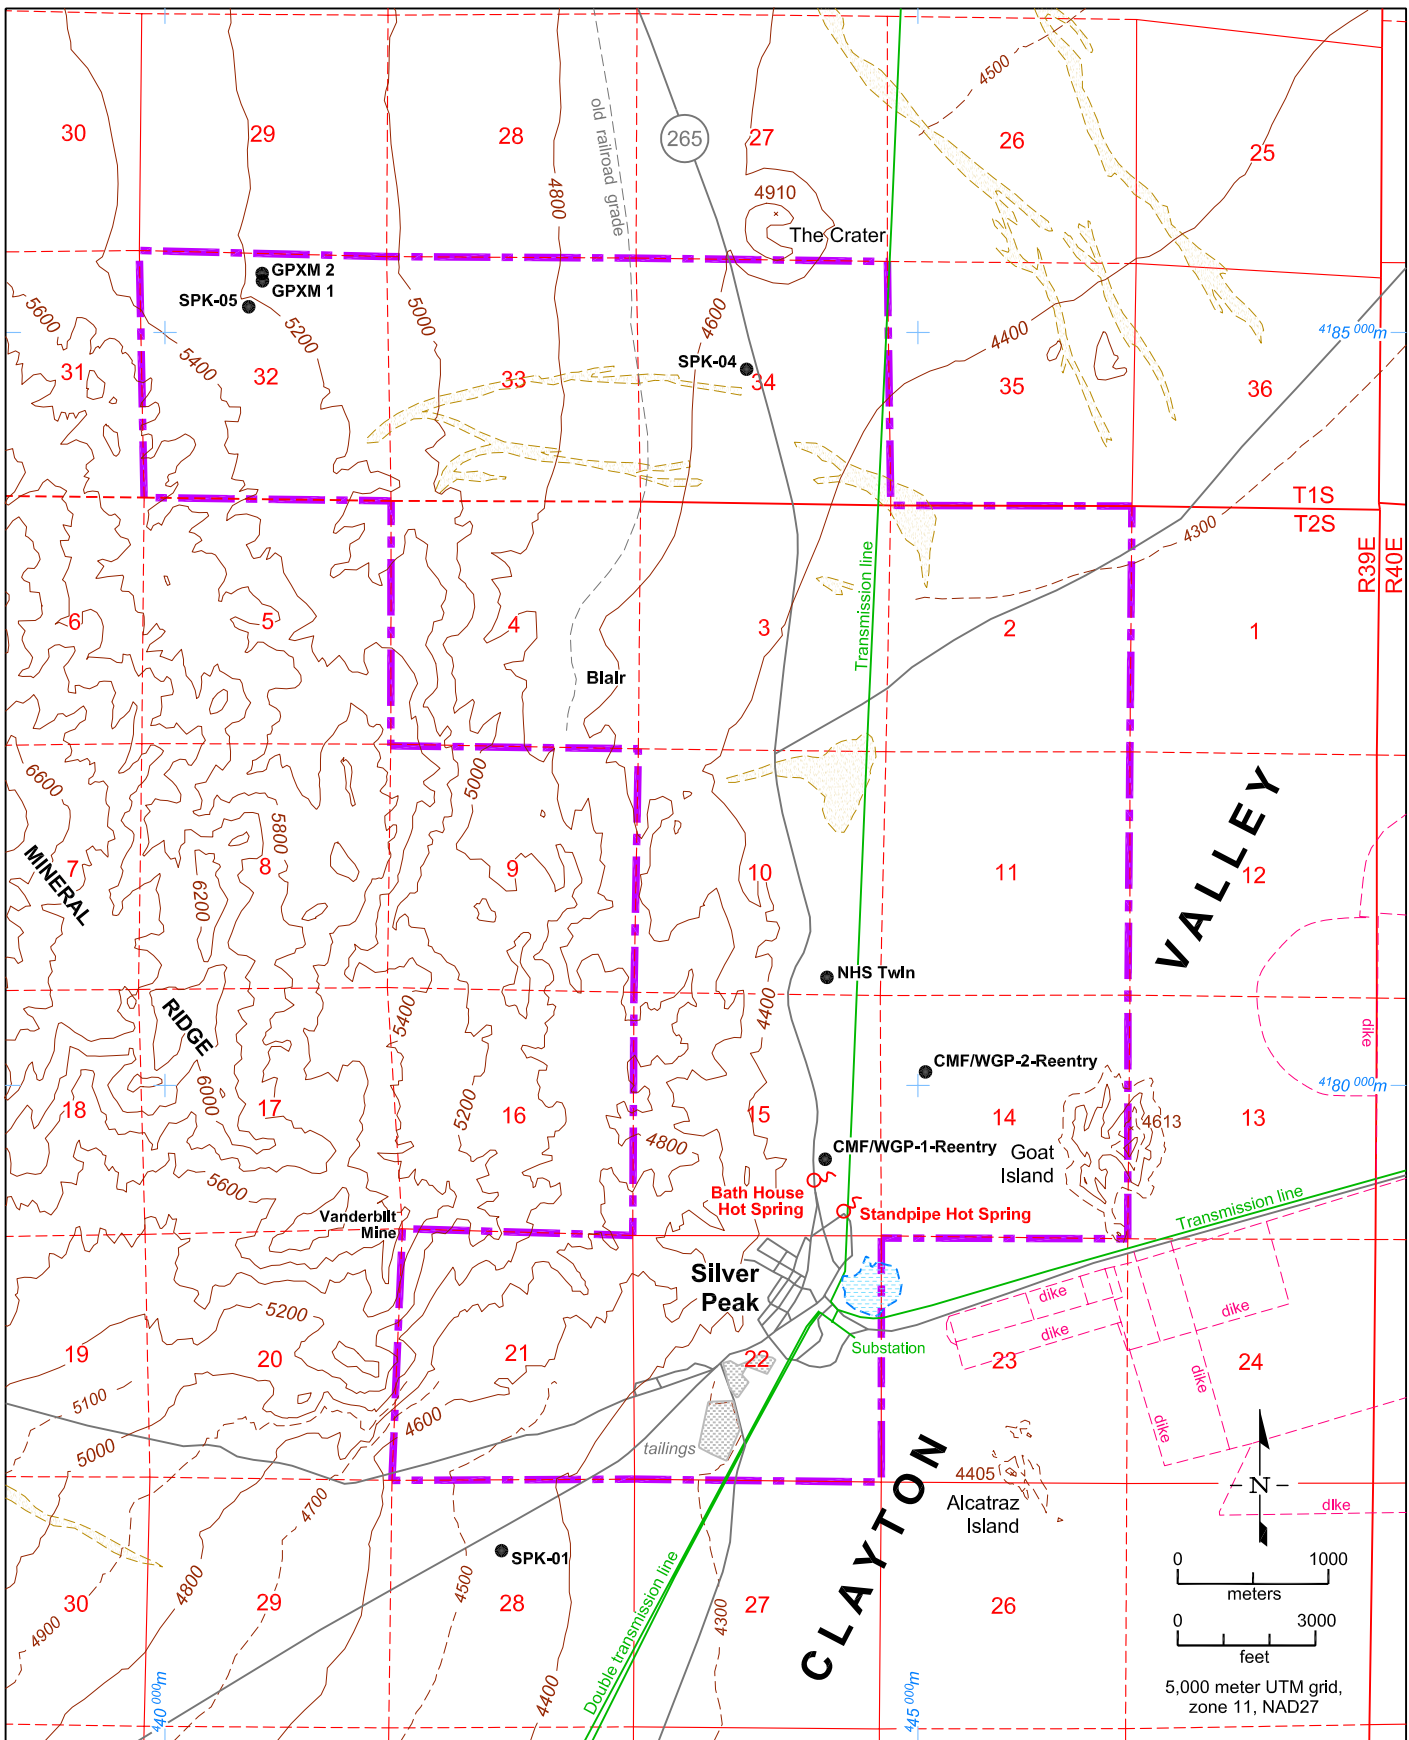 30
29
28
27
26
25
265
old railroad grade
4500
4800
4910
The Crater
GPXM 2
GPXM 1
SPK-05
5600
5400
5200
5000
4600
4400
4185 000m
SPK-04
31
32
33
34
35
36
T1S
T2S
R39E
R40E
4300
Transmission line
6
5
4
3
2
1
Blair
6600
5800
5000
6200
MINERAL
7
8
9
10
11
12
VALLEY
NHS Twin
RIDGE
5400
4400
dike
6000
5200
CMF/WGP-2-Reentry
4180 000m
18
17
16
15
14
13
4613
4800
CMF/WGP-1-Reentry
Goat
Island
5600
Bath House
Hot Spring
Standpipe Hot Spring
Vanderbilt
Mine
Transmission line
Silver
Peak
5200
dike
dike
dike
Substation
19
20
21
22
23
24
dike
5100
4600
dike
5000
tailings
CLAYTON
4405
Alcatraz
Island
N
dike
4700
SPK-01
4800
4500
4900
4300
4400
30
29
28
27
26
Double transmission line
0 1000
meters
0 3000
feet
440 000m
445 000m
5,000 meter UTM grid,
zone 11, NAD27